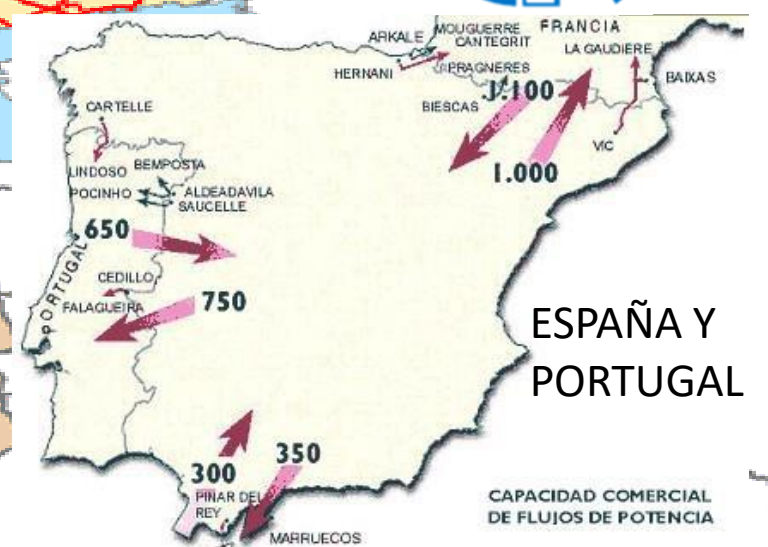 FRANCIA
MOUGUERRE
CANTEGRIT
ARKALE
LA GAUDIERE
HERNANI
PRAGNERES
BAIXAS
BIESCAS
1.100
CARTELLE
VIC
1.000
LINDOSO
BEMPOSTA
POCINHO
ALDEADAVILA
SAUCELLE
650
PORTUGAL
CEDILLO
FALAGUEIRA
750
ESPAÑA Y
PORTUGAL
350
300
PINAR DEL
REY
MARRUECOS
CAPACIDAD COMERCIAL
DE FLUJOS DE POTENCIA